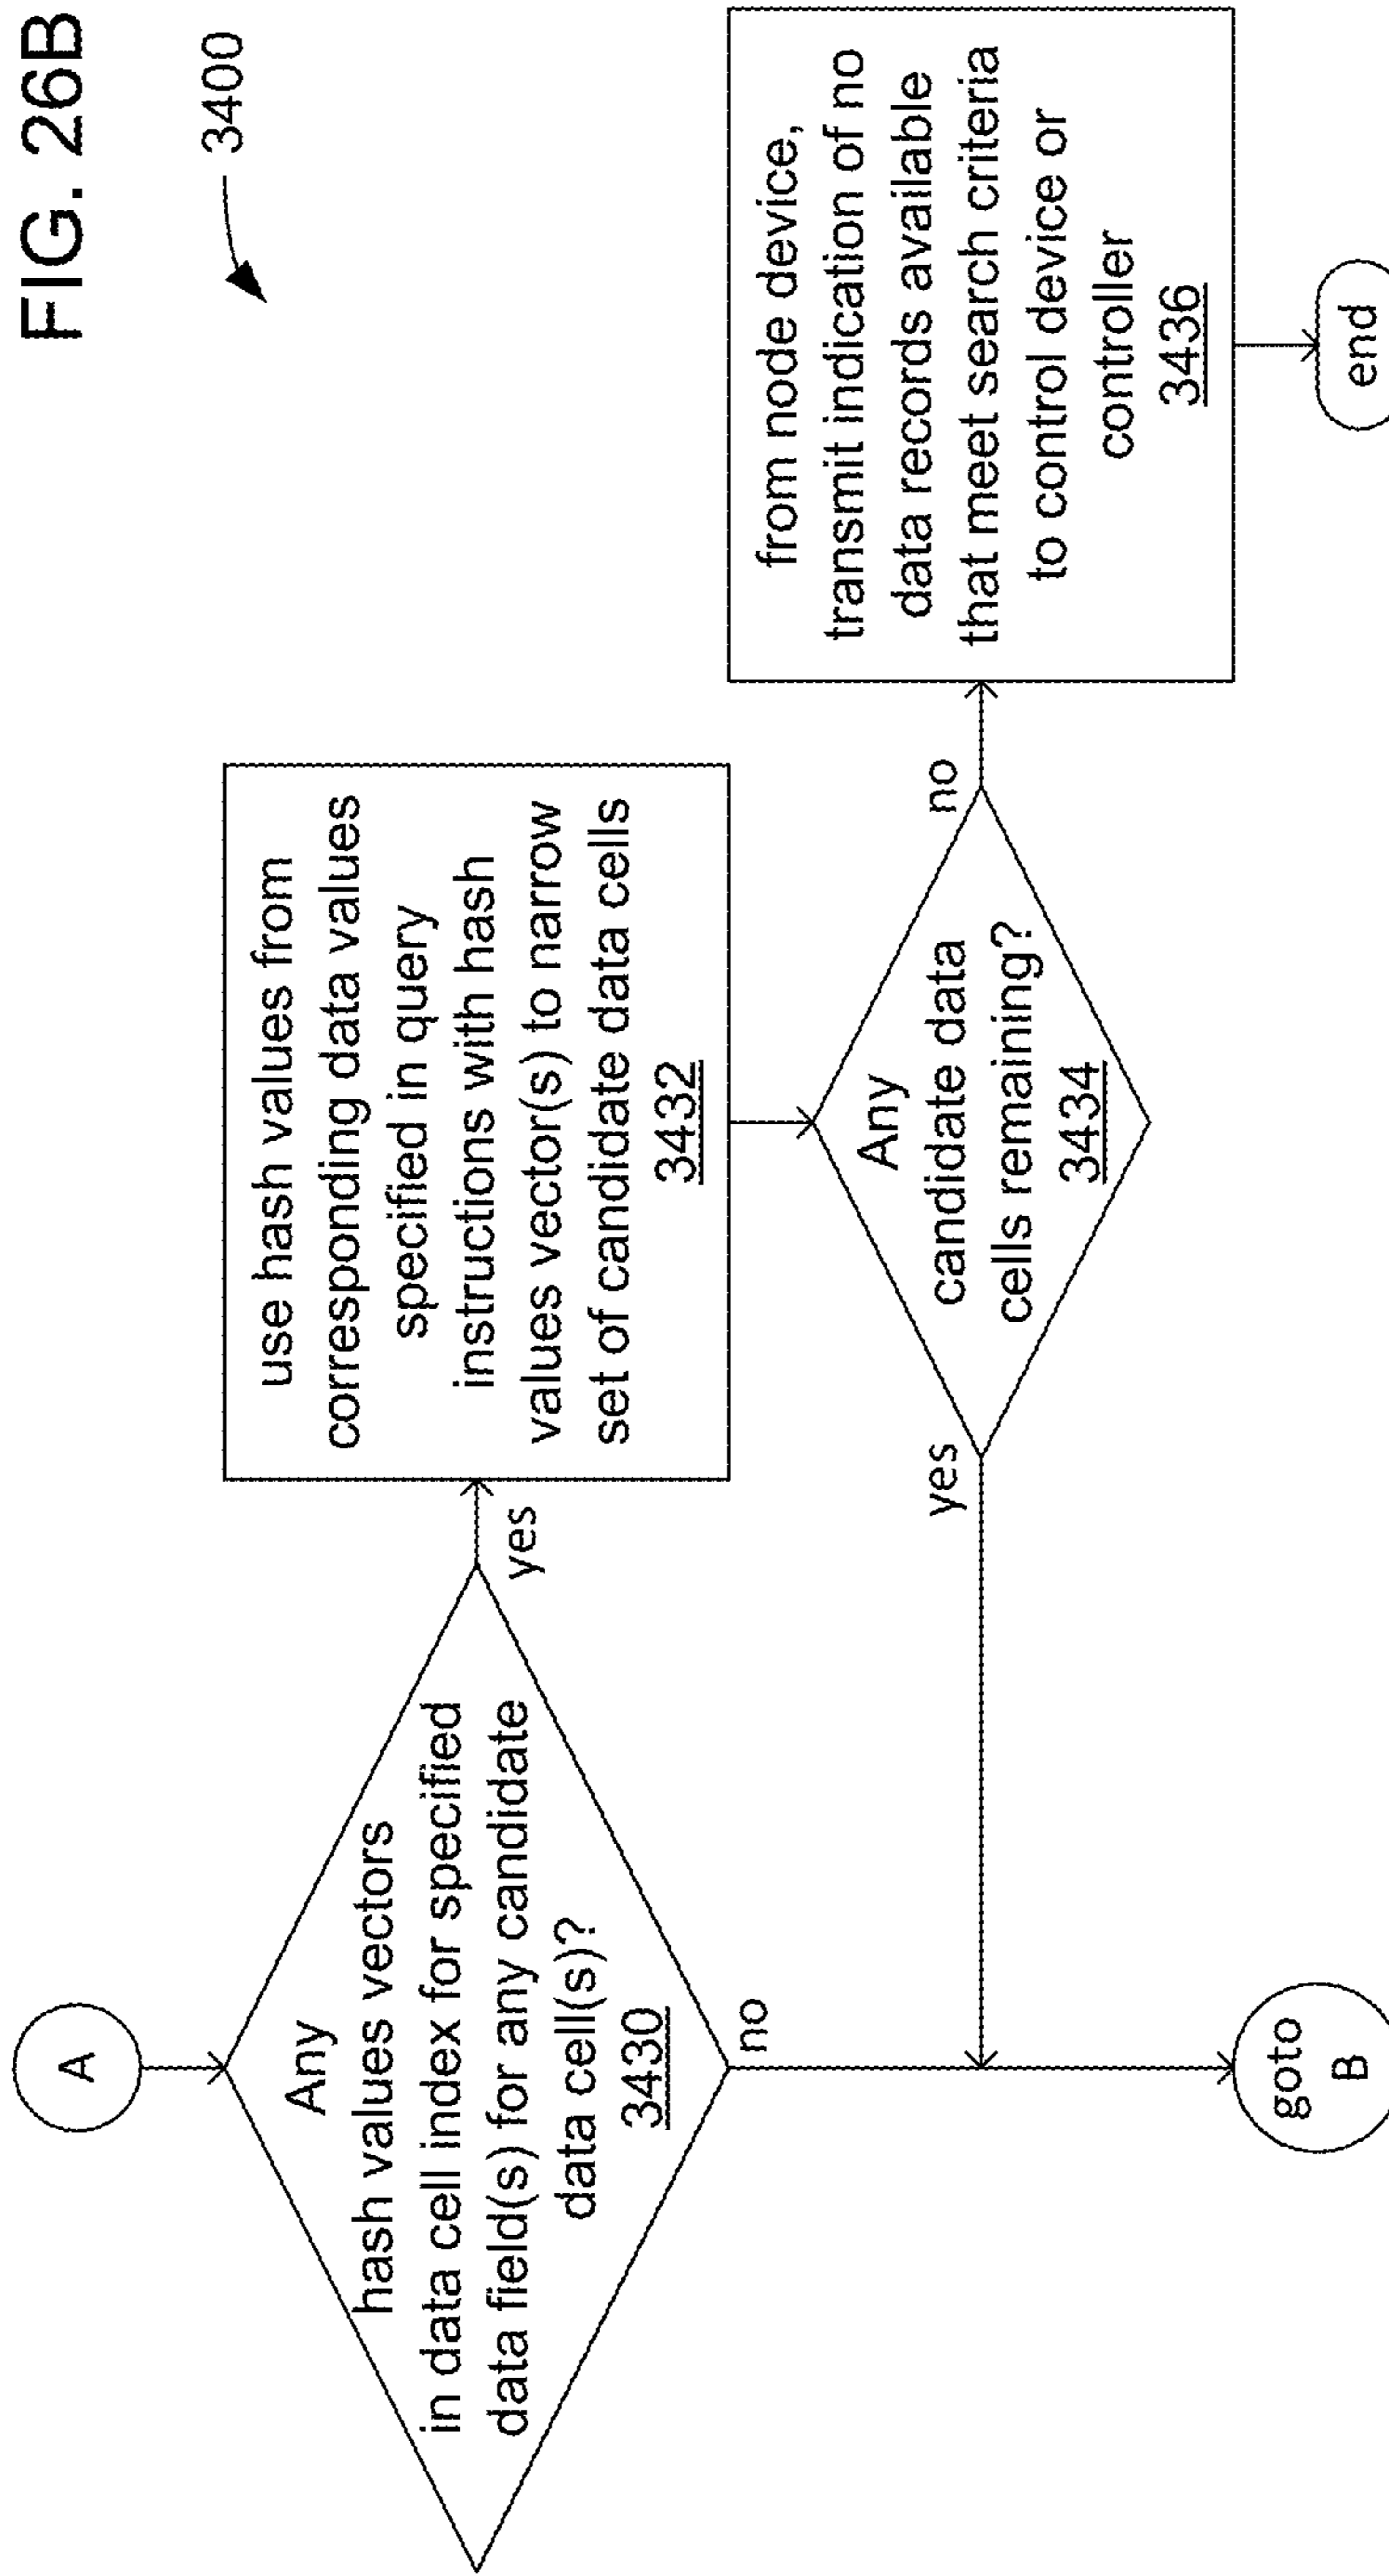 FIG. 26B
3400
A
Any
hash values vectors
in data cell index for specified
data field(s) for any candidate
data cell(s)?
3430
yes
no
use hash values from
corresponding data values
specified in query
instructions with hash
values vector(s) to narrow
set of candidate data cells
3432
Any
candidate data
cells remaining?
3434
yes
no
from node device,
transmit indication of no
data records available
that meet search criteria
to control device or
controller
3436
end
goto
B